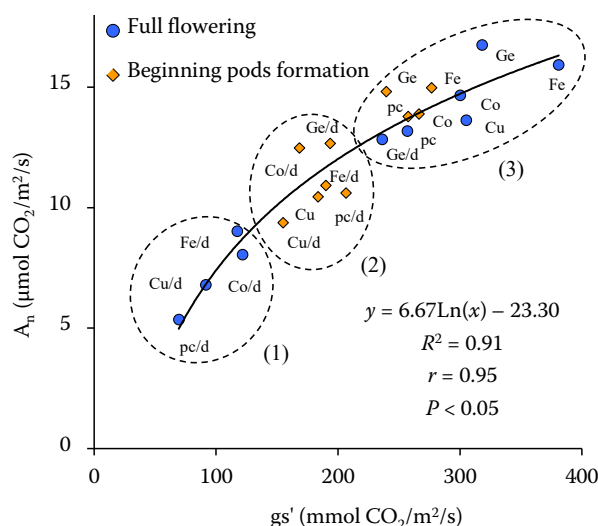 Full flowering
Beginning pods formation
15
10
5
0
0 100 200 300 400
A_n (μmol CO₂/m²/s)
gs' (mmol CO₂/m²/s)
Ge
Fe
Ge Fe
pc Co
Co pc Cu
Ge/d
(3)
Ge/d
Co/d
Fe/d
Cu pc/d
Cu/d
(2)
Fe/d
Cu/d Co/d
pc/d
(1)
y = 6.67Ln(x) – 23.30
R² = 0.91
r = 0.95
P < 0.05